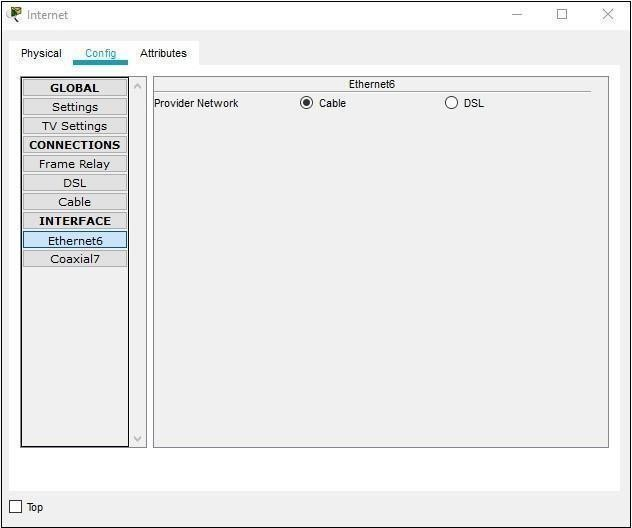 Internet
Physical Config Attributes
GLOBAL
Settings
TV Settings
CONNECTIONS
Frame Relay
DSL
Cable
INTERFACE
Ethernet6
Coaxial7
Ethernet6
Provider Network Cable DSL
Top